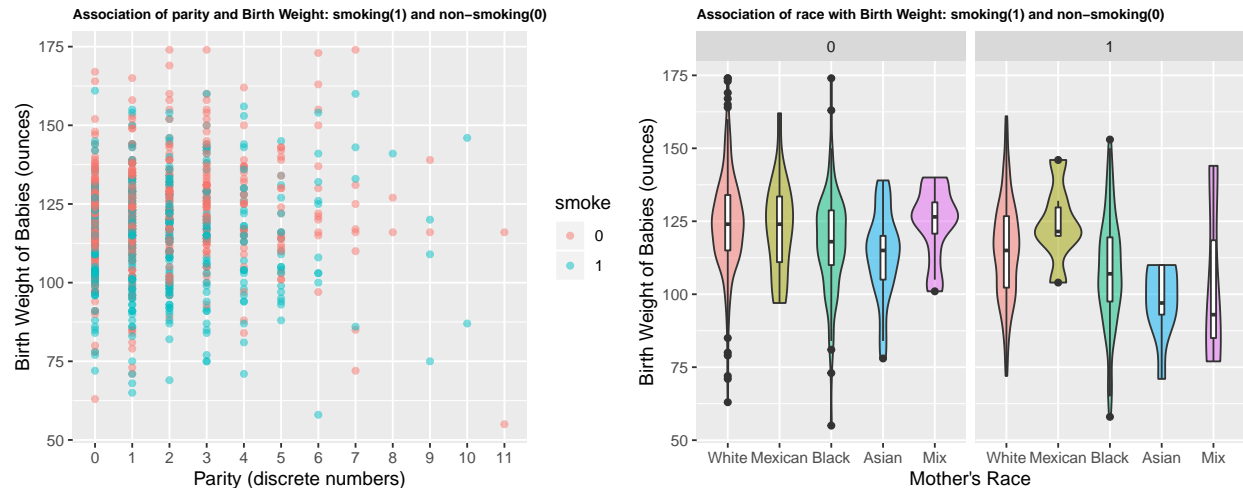 Association of parity and Birth Weight: smoking(1) and non−smoking(0)
175
150
125
100
75
50
Birth Weight of Babies (ounces)
0 1 2 3 4 5 6 7 8 9 10 11
Parity (discrete numbers)
smoke
0
1
Association of race with Birth Weight: smoking(1) and non−smoking(0)
0 1
175
150
125
100
75
50
Birth Weight of Babies (ounces)
White Mexican Black Asian Mix White Mexican Black Asian Mix
Mother's Race